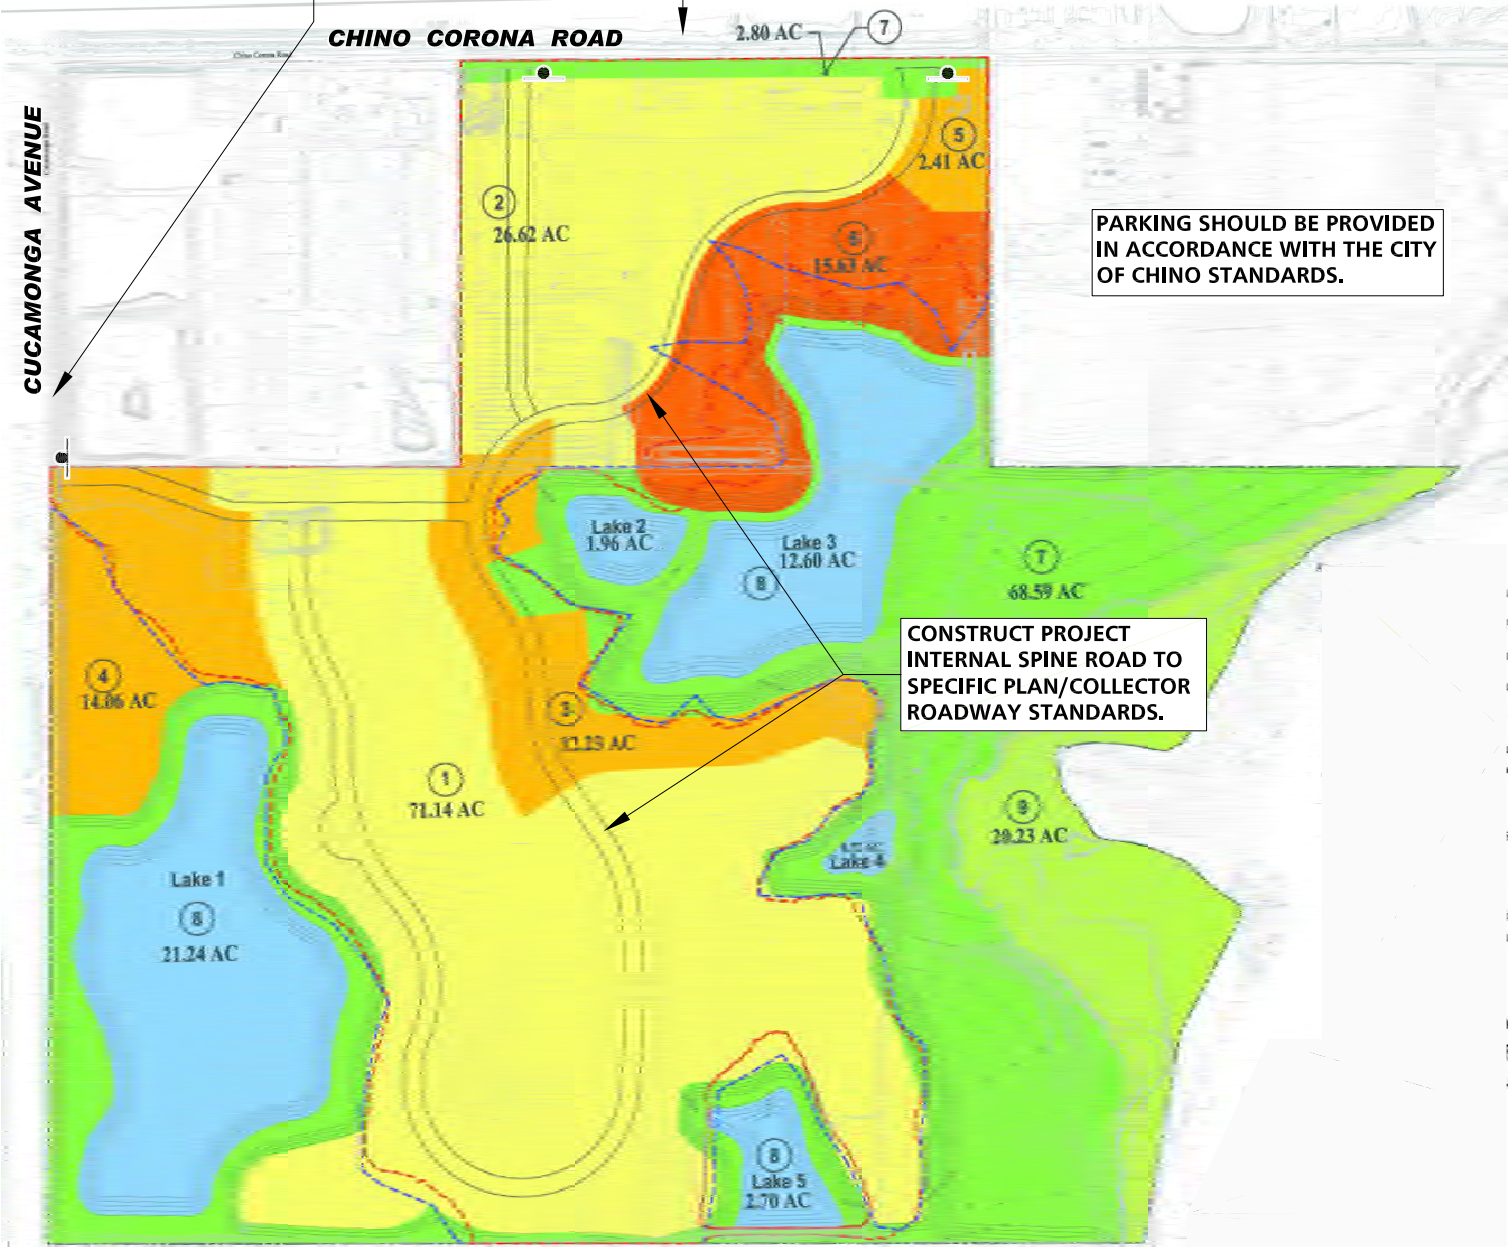 CHINO CORONA ROAD
2.80 AC
7
Chino Corona Road
CUCAMONGA AVENUE
5
2.41 AC
2
26.62 AC
6
15.63 AC
PARKING SHOULD BE PROVIDED
IN ACCORDANCE WITH THE CITY
OF CHINO STANDARDS.
Lake 2
1.96 AC
Lake 3
12.60 AC
8
7
68.59 AC
CONSTRUCT PROJECT
INTERNAL SPINE ROAD TO
SPECIFIC PLAN/COLLECTOR
ROADWAY STANDARDS.
4
14.06 AC
3
AC
1
71.14 AC
9
20.23 AC
Lake 4
Lake 1
8
21.24 AC
8
Lake 5
2.70 AC